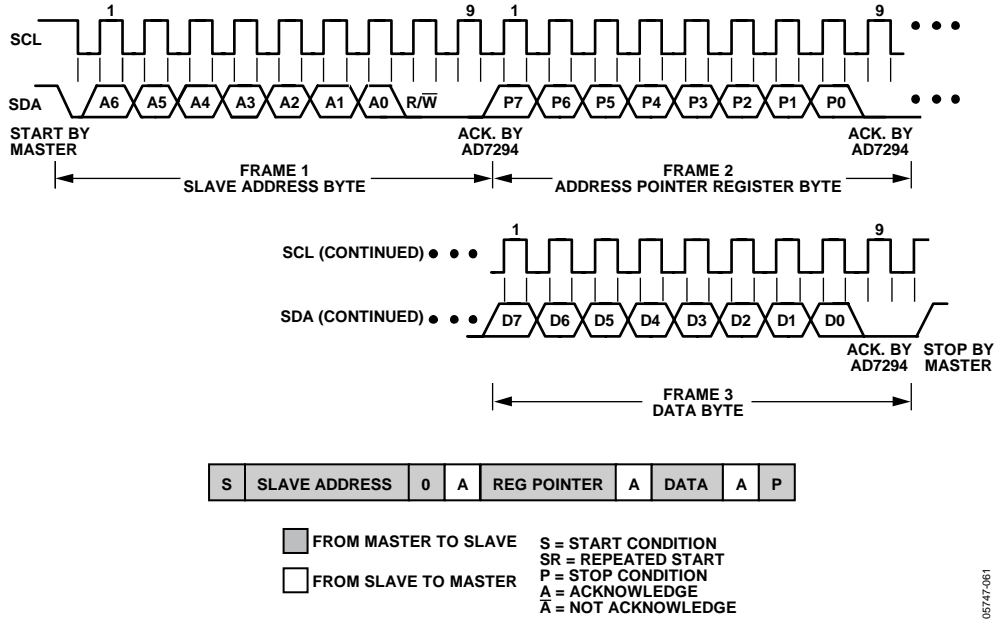 1 9 1 9
SCL
SDA A6 A5 A4 A3 A2 A1 A0 R/W̅ P7 P6 P5 P4 P3 P2 P1 P0
START BY
MASTER
ACK. BY
AD7294
ACK. BY
AD7294
FRAME 1
SLAVE ADDRESS BYTE
FRAME 2
ADDRESS POINTER REGISTER BYTE
1 9
SCL (CONTINUED)
SDA (CONTINUED) D7 D6 D5 D4 D3 D2 D1 D0
ACK. BY
AD7294
STOP BY
MASTER
FRAME 3
DATA BYTE
S SLAVE ADDRESS 0 A REG POINTER A DATA A P
FROM MASTER TO SLAVE
FROM SLAVE TO MASTER
S = START CONDITION
SR = REPEATED START
P = STOP CONDITION
A = ACKNOWLEDGE
A̅ = NOT ACKNOWLEDGE
05747-061